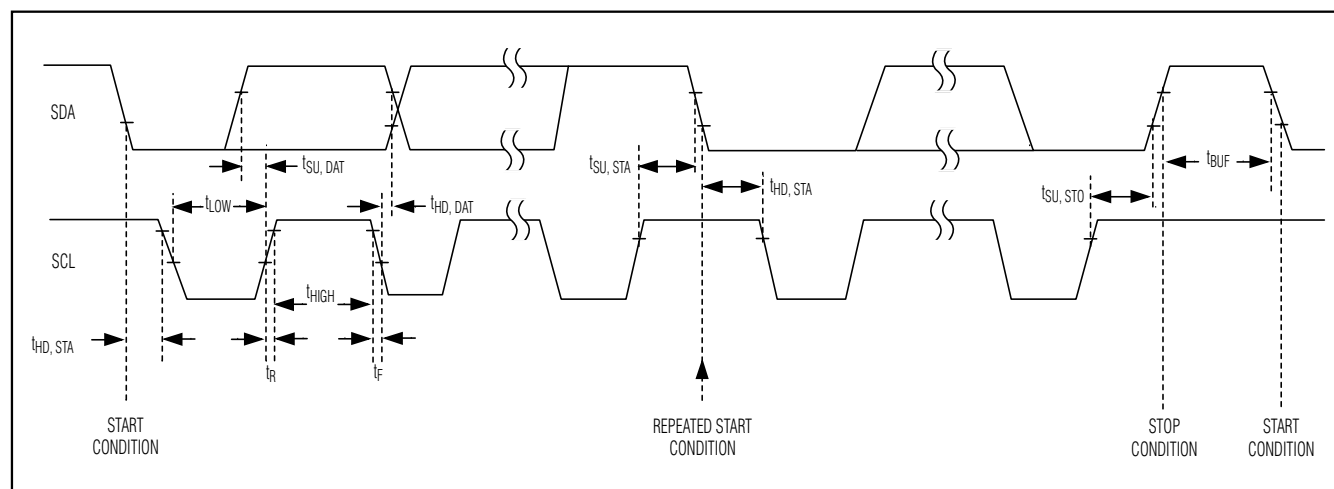 SDA
tSU, DAT
tLOW
tHD, DAT
tSU, STA
tHD, STA
tBUF
tSU, STO
SCL
tHIGH
tHD, STA
tR
tF
START
CONDITION
REPEATED START
CONDITION
STOP
CONDITION
START
CONDITION